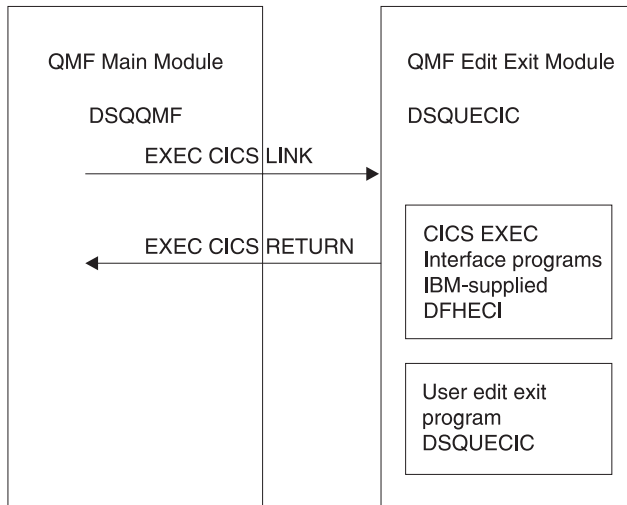 QMF Main Module
DSQQMF
QMF Edit Exit Module
DSQUECIC
EXEC CICS LINK
EXEC CICS RETURN
CICS EXEC
Interface programs
IBM-supplied
DFHECI
User edit exit
program
DSQUECIC